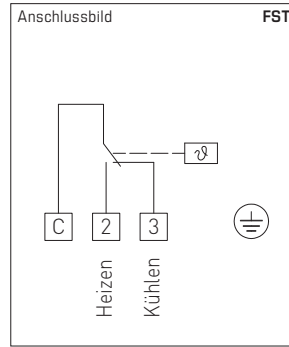 Anschlussbild FST
ϑ
C 2 3
Heizen
Kühlen